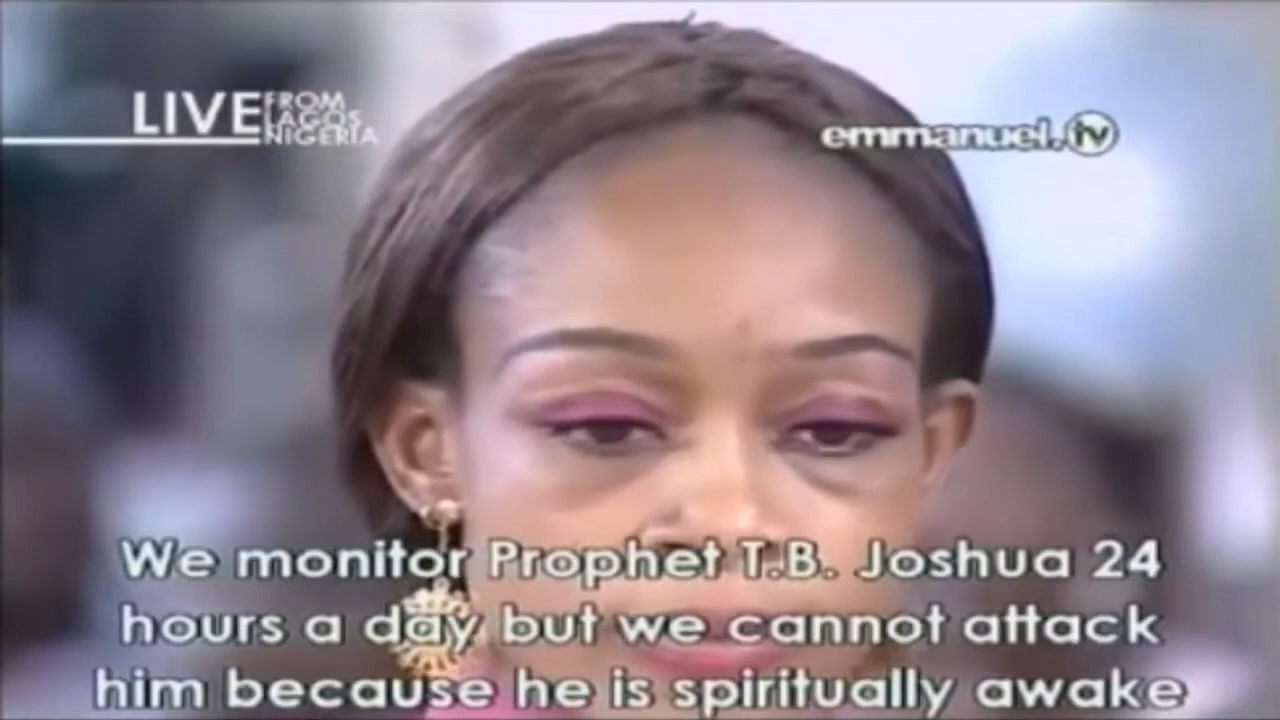 LIVE FROM
LAGOS
NIGERIA
emmanuel.tv
We monitor Prophet T.B. Joshua 24
hours a day but we cannot attack
him because he is spiritually awake